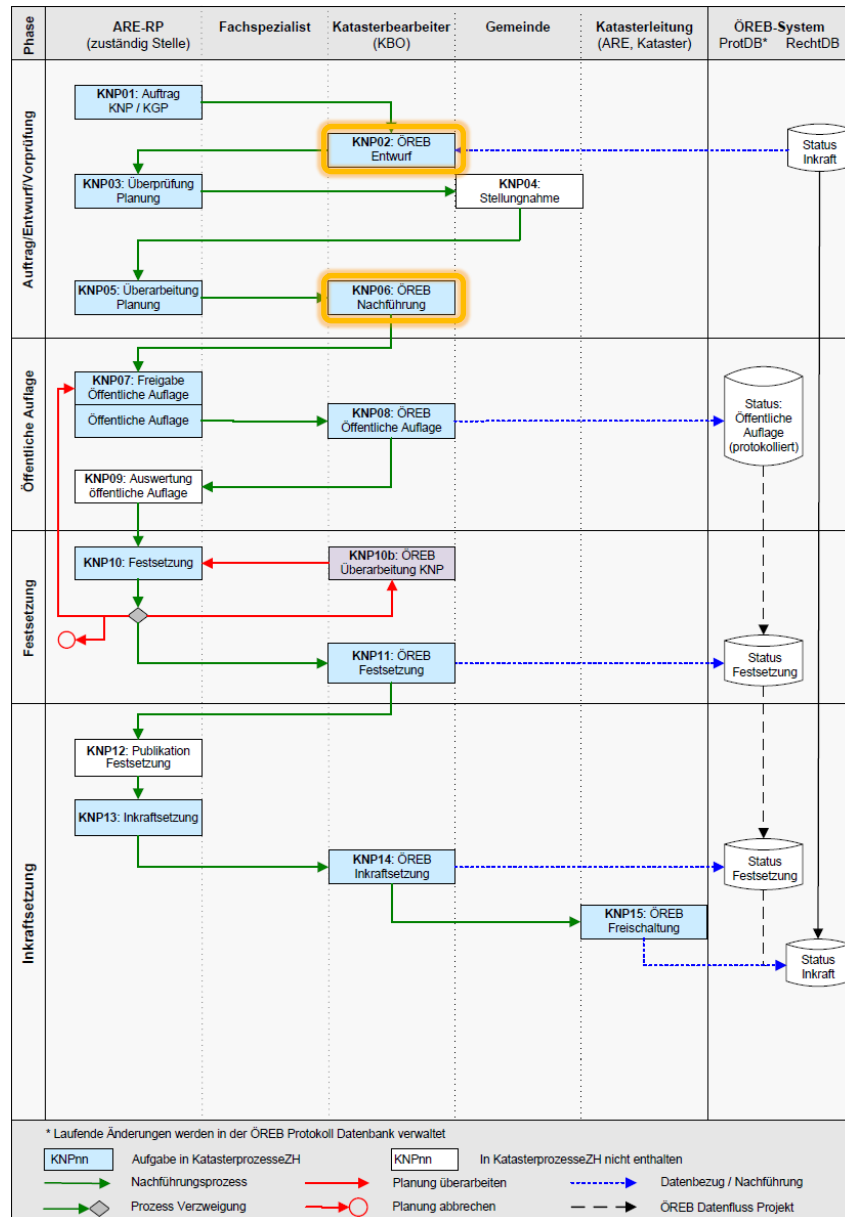 Phase
ARE-RP
(zuständig Stelle)
Fachspezialist
Katasterbearbeiter
(KBO)
Gemeinde
Katasterleitung
(ARE, Kataster)
ÖREB-System
ProtDB* RechtDB
Auftrag/Entwurf/Vorprüfung
KNP01: Auftrag
KNP / KGP
KNP02: ÖREB
Entwurf
Status
Inkraft
KNP03: Überprüfung
Planung
KNP04:
Stellungnahme
KNP05: Überarbeitung
Planung
KNP06: ÖREB
Nachführung
Öffentliche Auflage
KNP07: Freigabe
Öffentliche Auflage
Öffentliche Auflage
KNP08: ÖREB
Öffentliche Auflage
Status:
Öffentliche
Auflage
(protokolliert)
KNP09: Auswertung
öffentliche Auflage
Festsetzung
KNP10: Festsetzung
KNP10b: ÖREB
Überarbeitung KNP
KNP11: ÖREB
Festsetzung
Status
Festsetzung
Inkraftsetzung
KNP12: Publikation
Festsetzung
KNP13: Inkraftsetzung
KNP14: ÖREB
Inkraftsetzung
Status
Festsetzung
KNP15: ÖREB
Freischaltung
Status
Inkraft
* Laufende Änderungen werden in der ÖREB Protokoll Datenbank verwaltet
KNPnn Aufgabe in KatasterprozesseZH KNPnn In KatasterprozesseZH nicht enthalten
Nachführungsprozess Planung überarbeiten Datenbezug / Nachführung
Prozess Verzweigung Planung abbrechen ÖREB Datenfluss Projekt